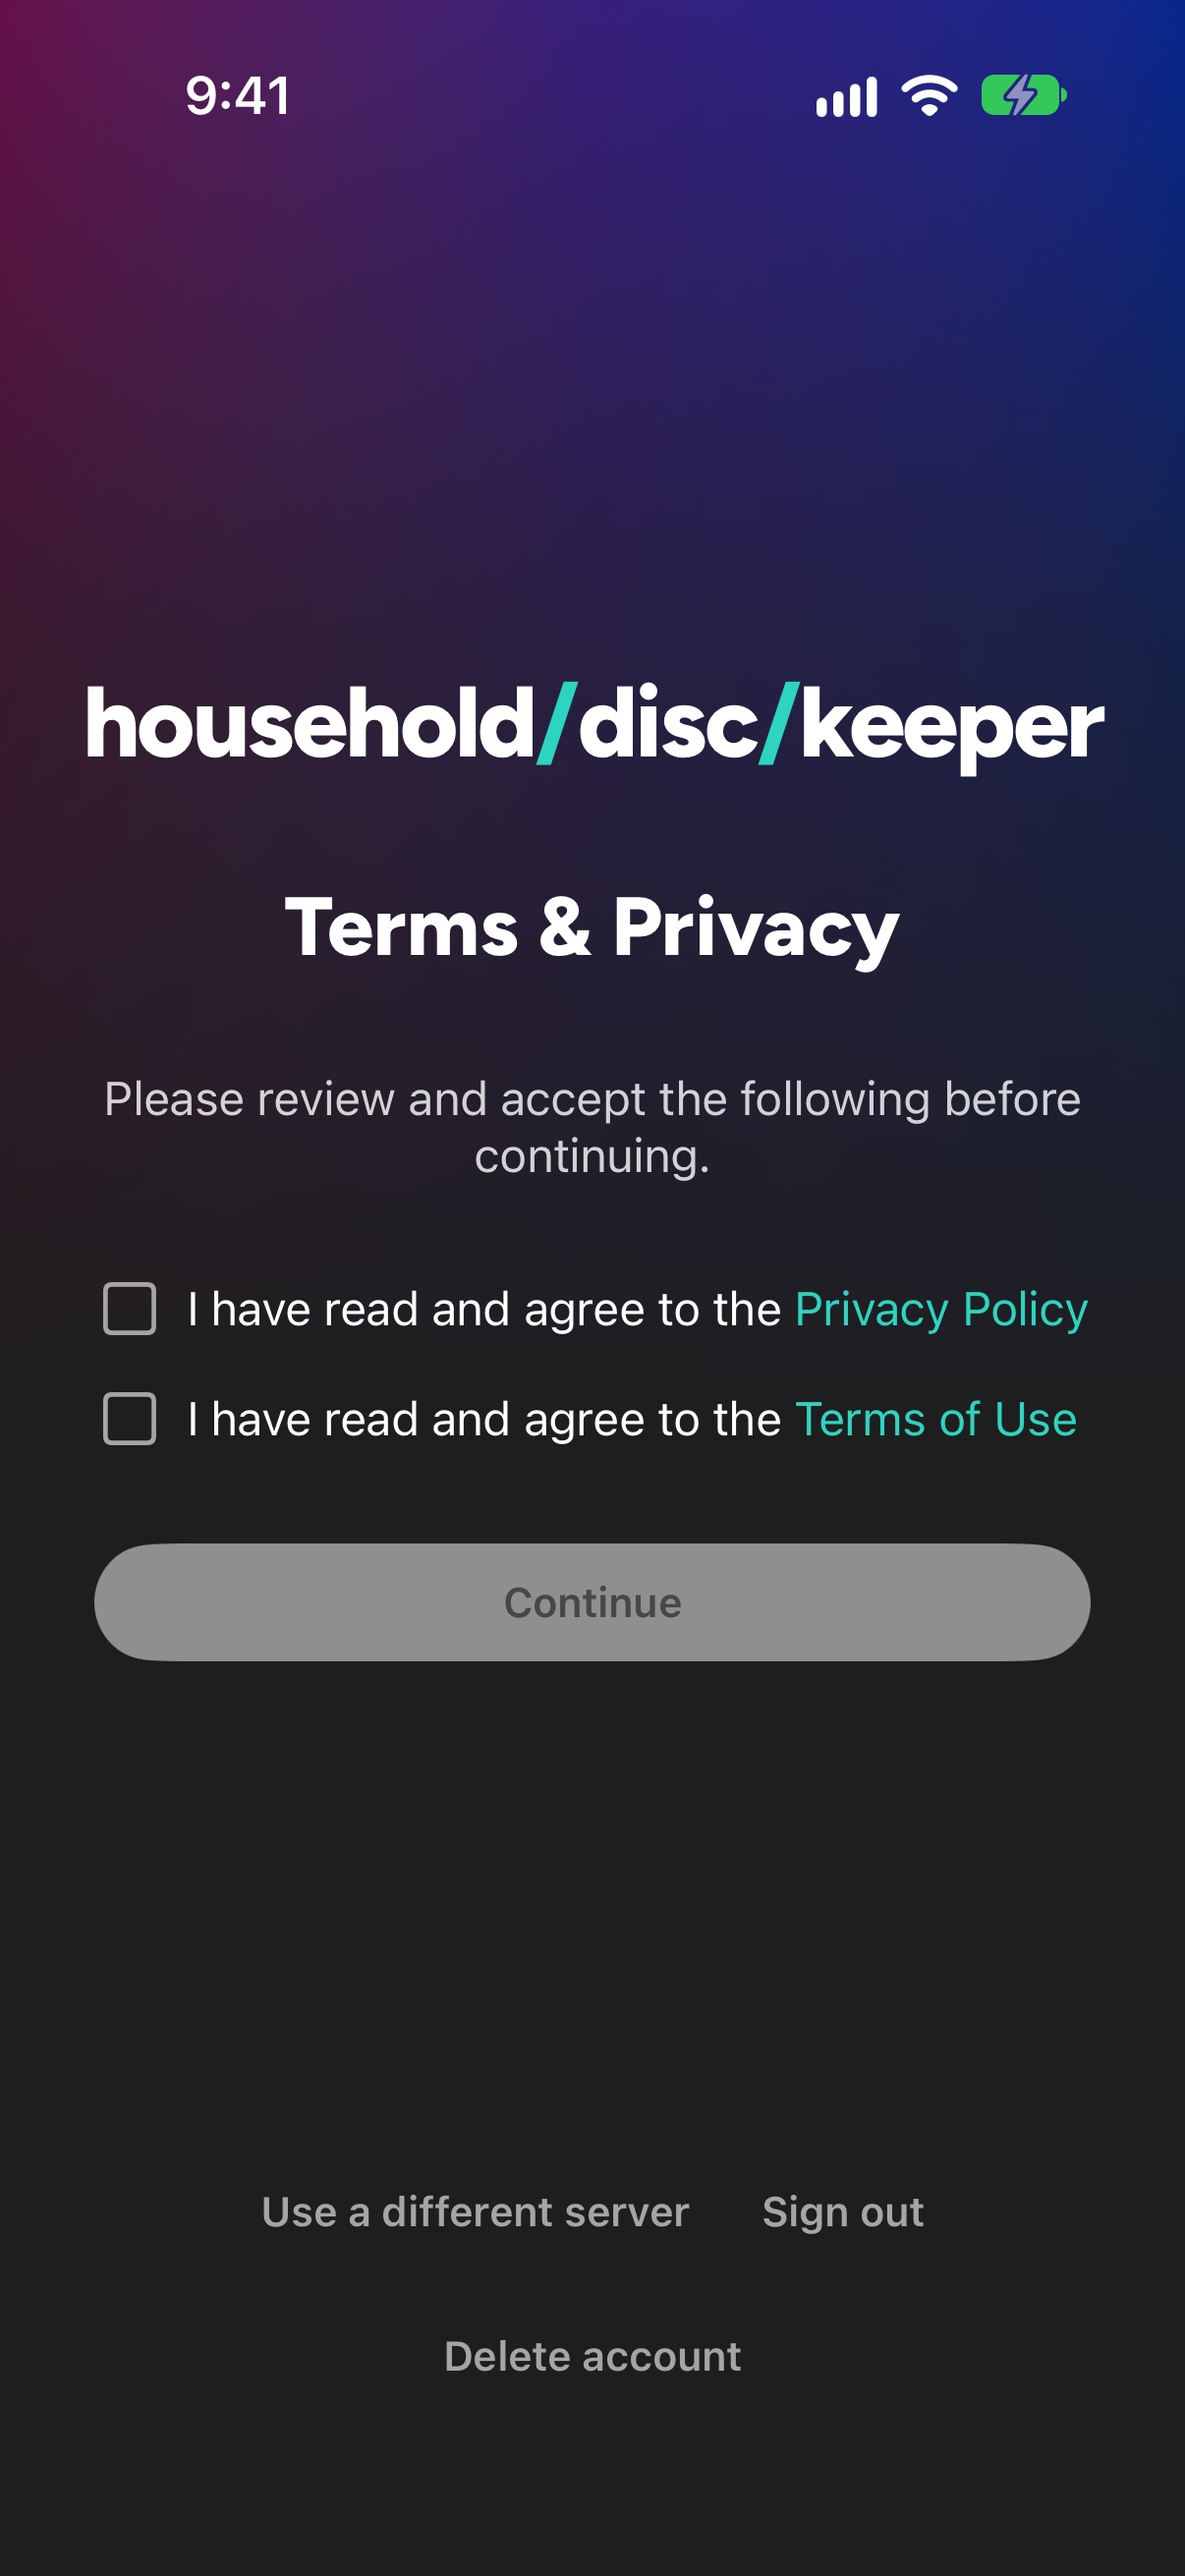 9:41
household/disc/keeper
Terms & Privacy
Please review and accept the following before
continuing.
I have read and agree to the Privacy Policy
I have read and agree to the Terms of Use
Continue
Use a different server
Sign out
Delete account